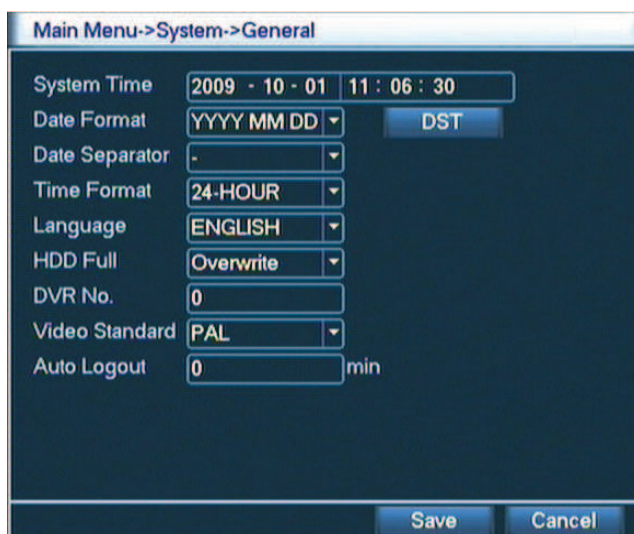 Main Menu->System->General
System Time 2009 - 10 - 01 11 : 06 : 30
Date Format YYYY MM DD DST
Date Separator -
Time Format 24-HOUR
Language ENGLISH
HDD Full Overwrite
DVR No. 0
Video Standard PAL
Auto Logout 0 min
Save Cancel